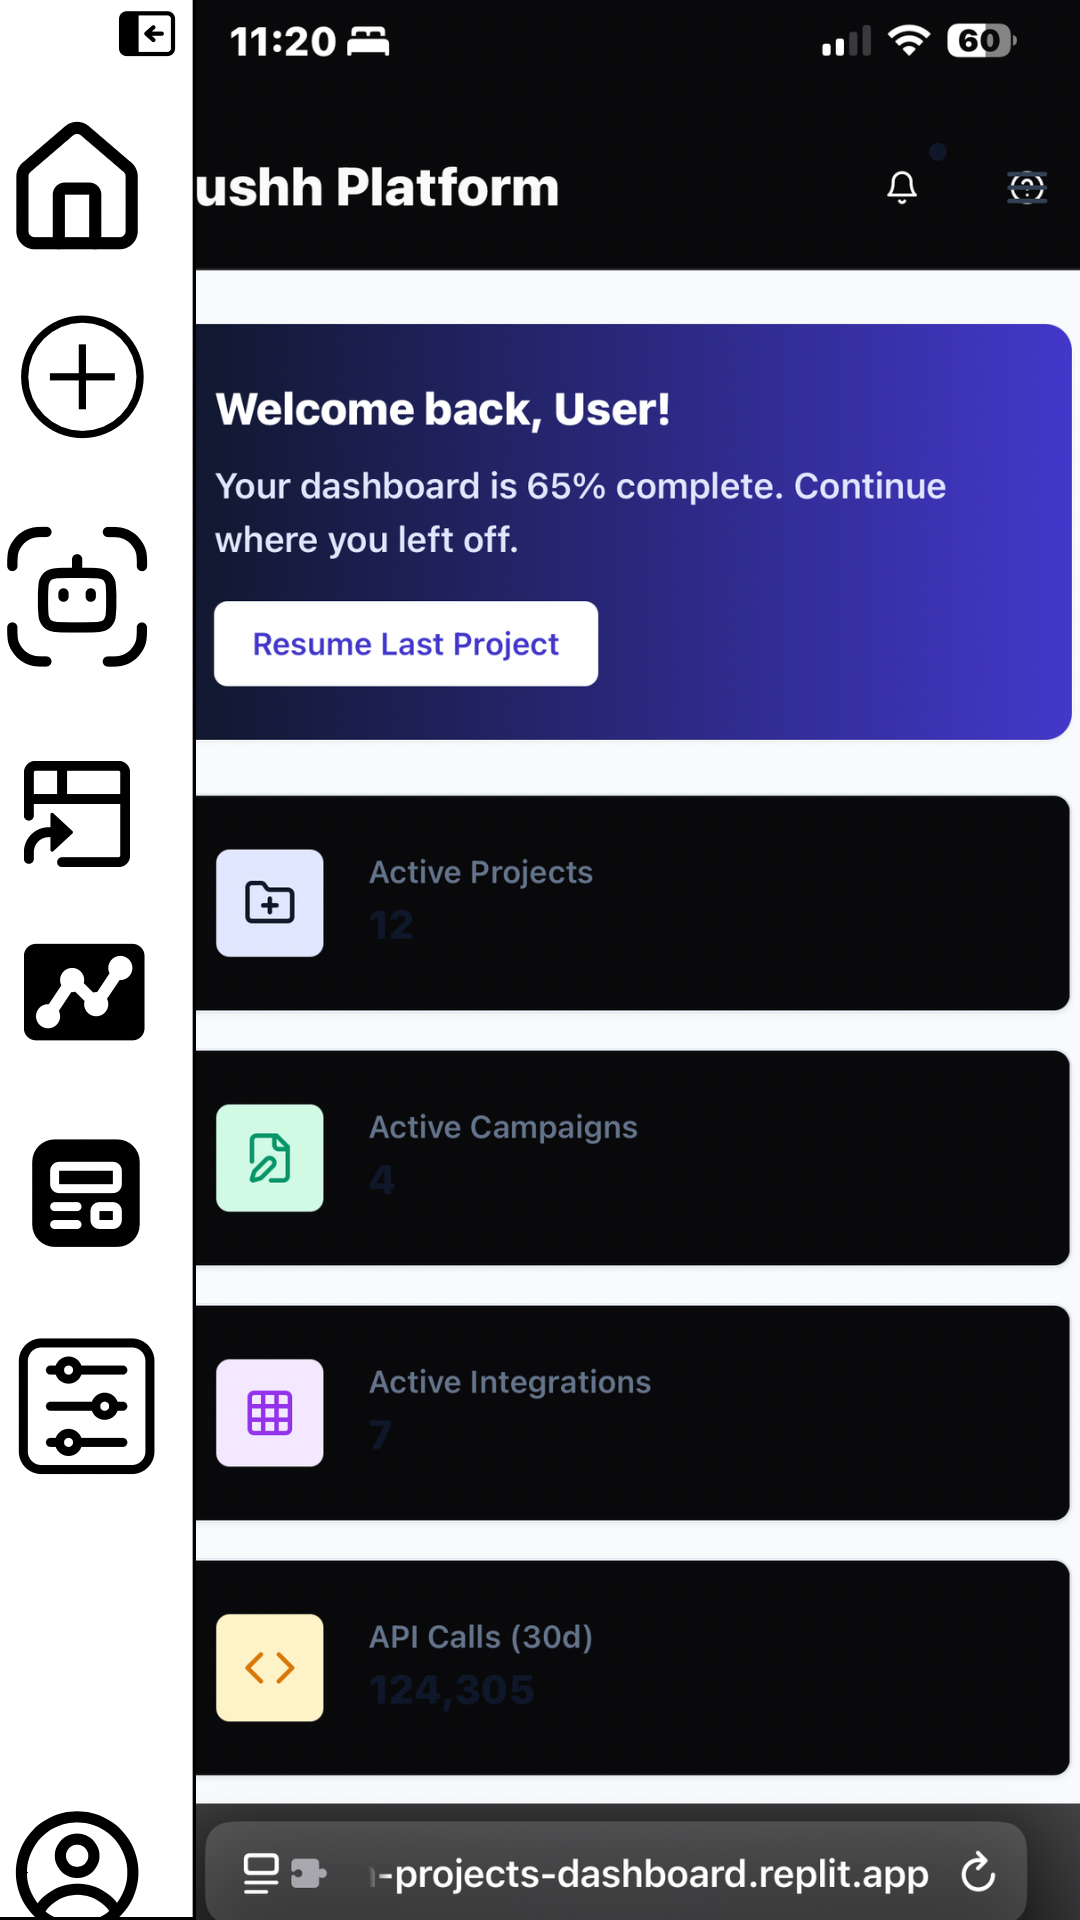 11:20
60
ushh Platform
Welcome back, User!
Your dashboard is 65% complete. Continue
where you left off.
Resume Last Project
Active Projects
12
Active Campaigns
4
Active Integrations
7
API Calls (30d)
124,305
-projects-dashboard.replit.app